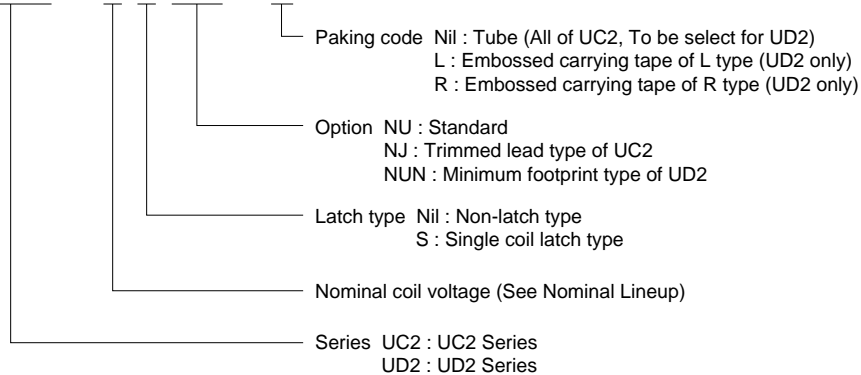 Paking code Nil : Tube (All of UC2, To be select for UD2)
L : Embossed carrying tape of L type (UD2 only)
R : Embossed carrying tape of R type (UD2 only)
Option NU : Standard
NJ : Trimmed lead type of UC2
NUN : Minimum footprint type of UD2
Latch type Nil : Non-latch type
S : Single coil latch type
Nominal coil voltage (See Nominal Lineup)
Series UC2 : UC2 Series
UD2 : UD2 Series